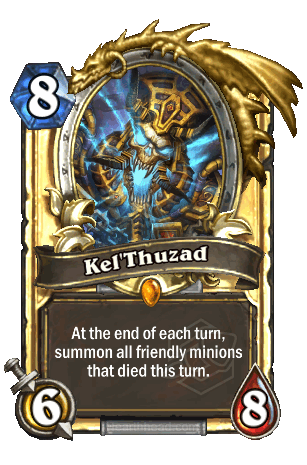 8
Kel'Thuzad
At the end of each turn,
summon all friendly minions
that died this turn.
6
8